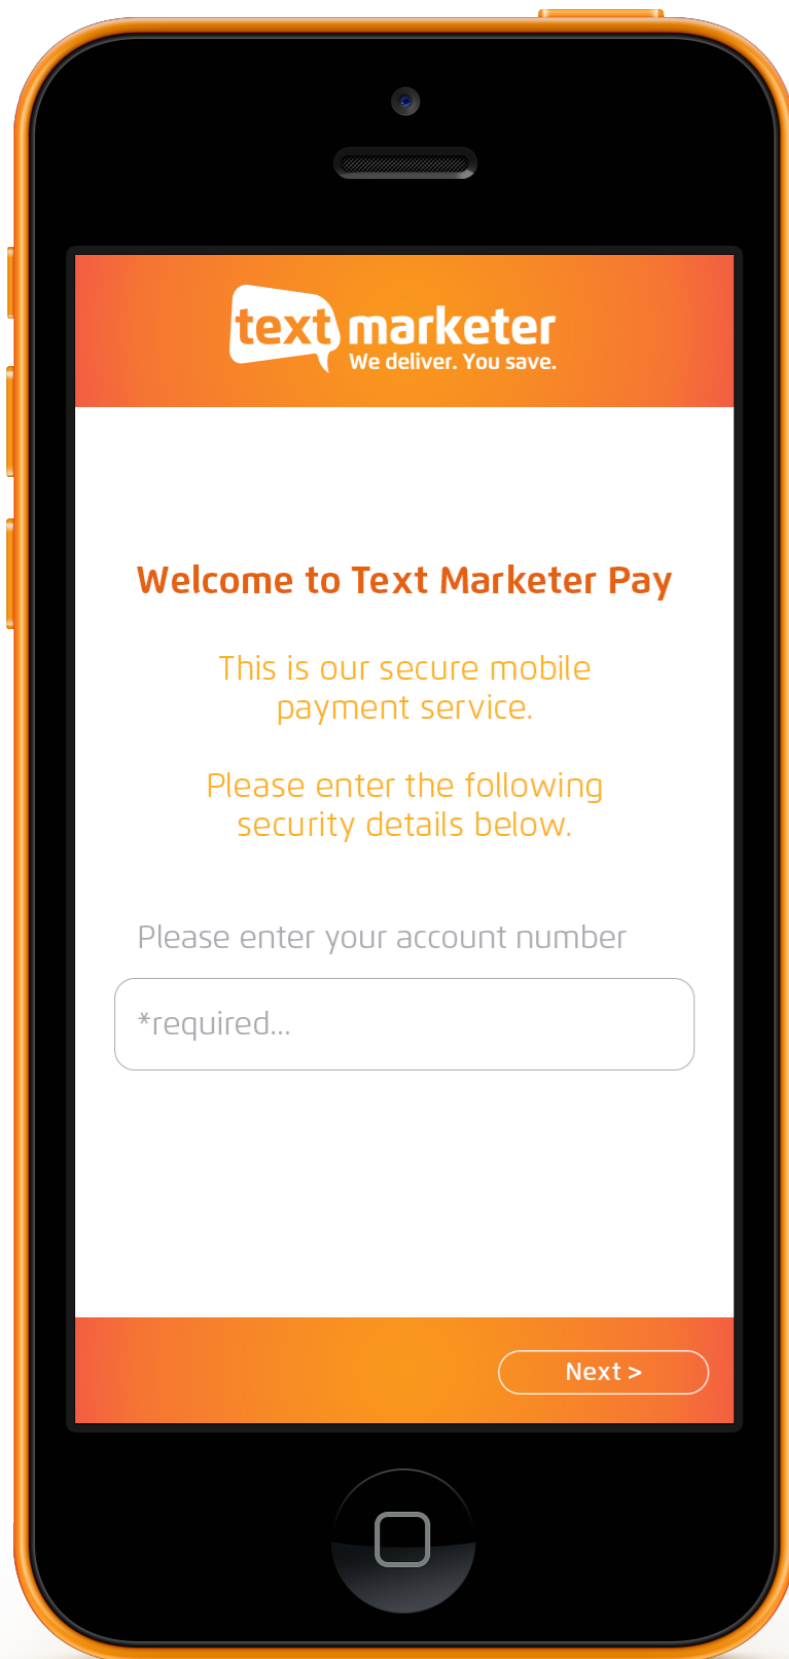 text marketer
We deliver. You save.
Welcome to Text Marketer Pay
This is our secure mobile
payment service.
Please enter the following
security details below.
Please enter your account number
*required...
Next >